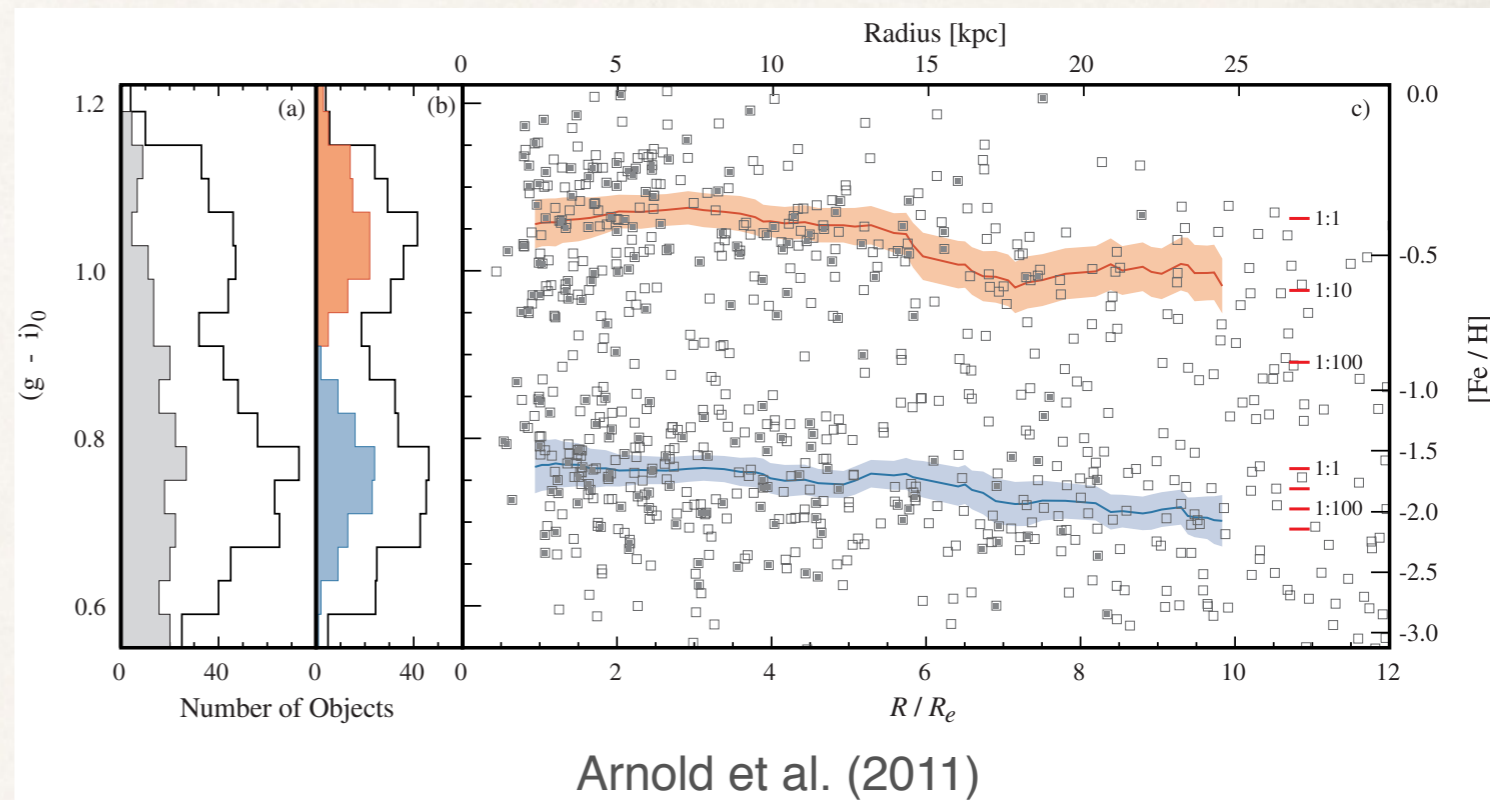 Radius [kpc]
0 5 10 15 20 25
(a) (b) c)
1.2
1.0
0.8
0.6
(g - i)₀
0.0
-0.5
-1.0
-1.5
-2.0
-2.5
-3.0
[Fe / H]
1:1
1:10
1:100
1:1
1:100
0 40 0 40 0 2 4 6 8 10 12
Number of Objects
R / Rₑ
Arnold et al. (2011)